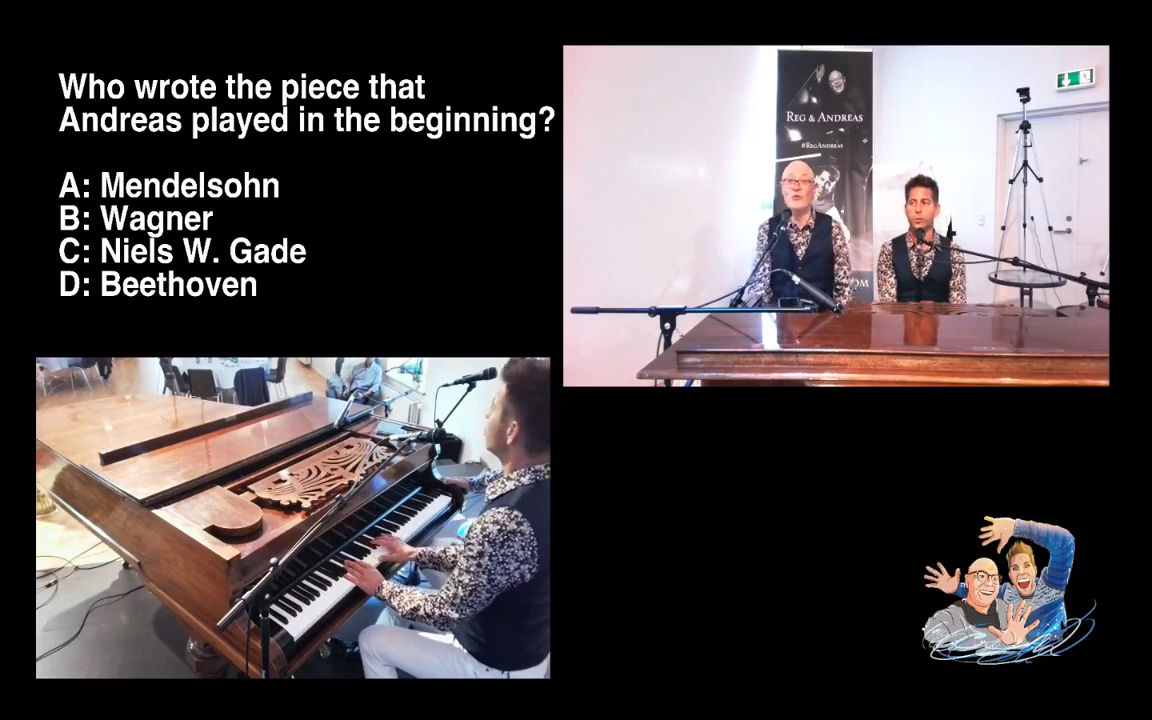 Who wrote the piece that
Andreas played in the beginning?
A: Mendelsohn
B: Wagner
C: Niels W. Gade
D: Beethoven
REG & ANDREAS
#REGANDREAS